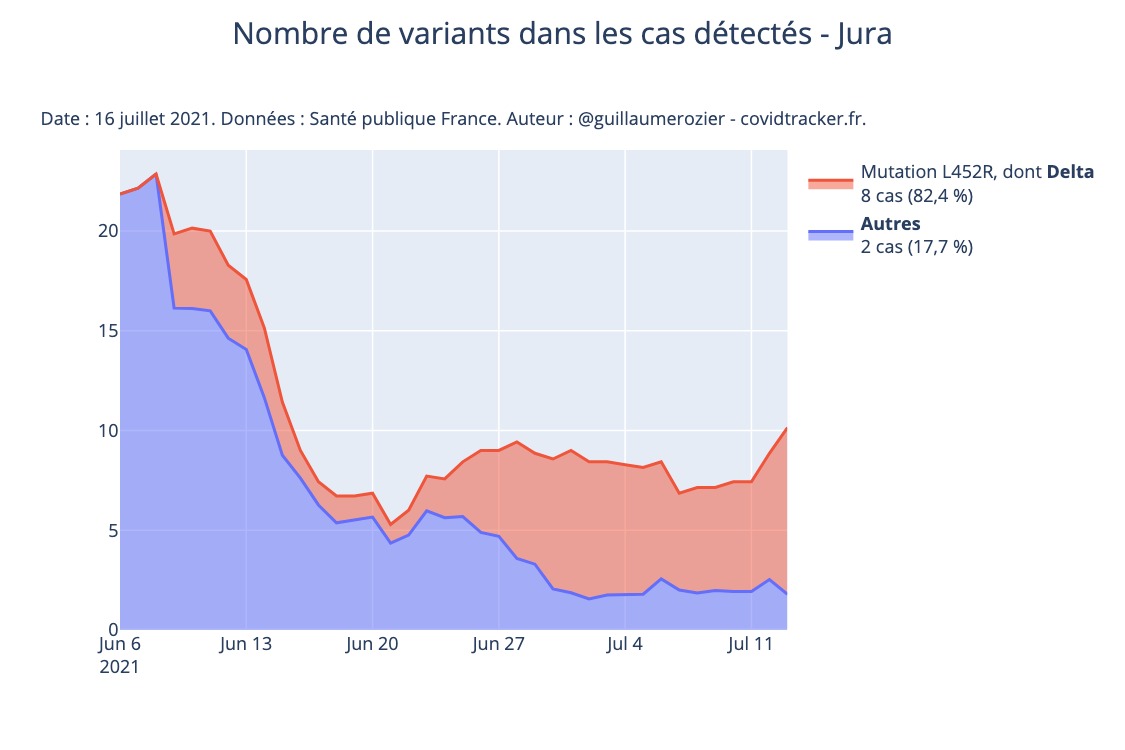 Nombre de variants dans les cas détectés - Jura
Date : 16 juillet 2021. Données : Santé publique France. Auteur : @guillaumerozier - covidtracker.fr.
Mutation L452R, dont Delta
8 cas (82,4 %)
Autres
2 cas (17,7 %)
20
15
10
5
0
Jun 6
2021
Jun 13
Jun 20
Jun 27
Jul 4
Jul 11